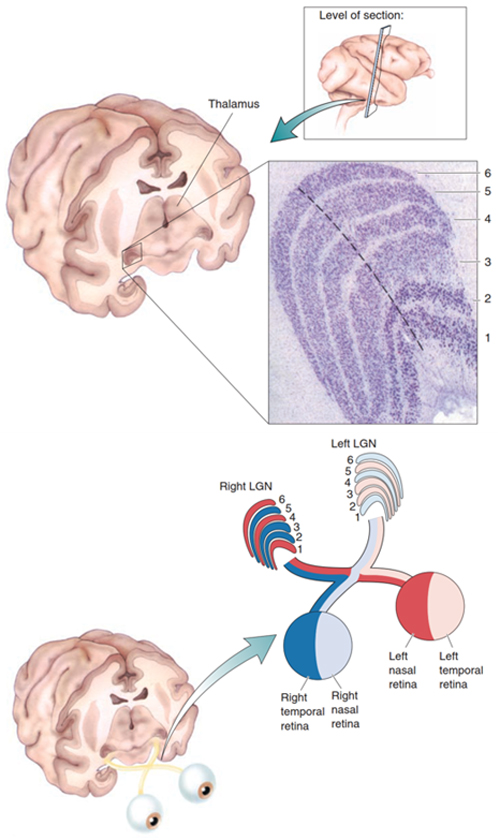 Level of section:
Thalamus
6
5
4
3
2
1
Left LGN
6
5
4
3
2
1
Right LGN
6
5
4
3
2
1
Left
nasal
retina
Left
temporal
retina
Right
temporal
retina
Right
nasal
retina